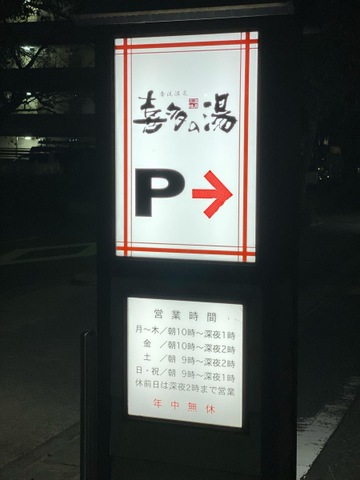 喜多の湯
P→
営業時間
月〜木／朝10時〜深夜1時
金　／朝10時〜深夜2時
土　／朝 9時〜深夜2時
日・祝／朝 9時〜深夜1時
休前日は深夜2時まで営業
年中無休